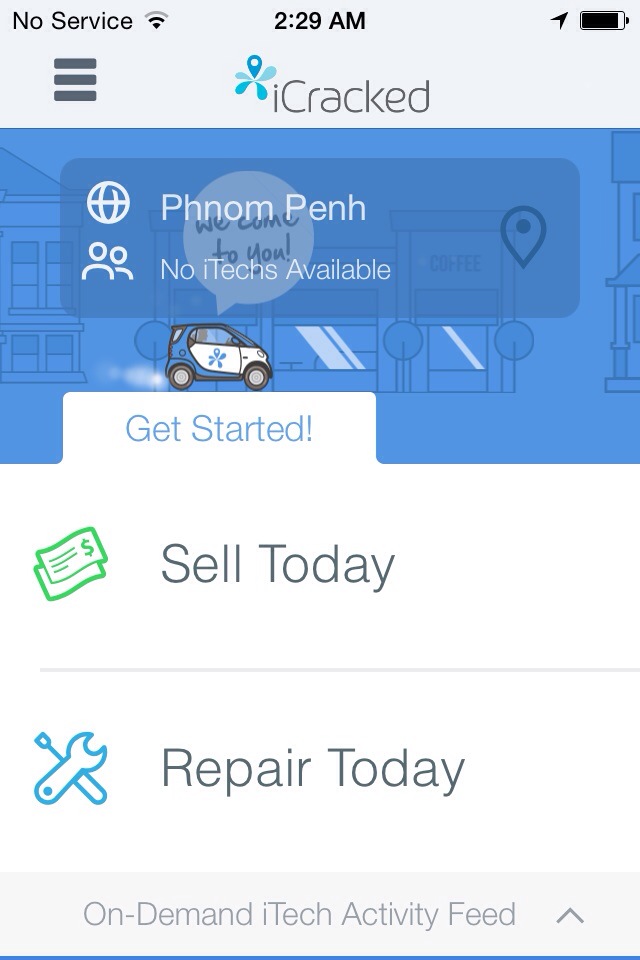 No Service
2:29 AM
iCracked
Phnom Penh
we come
to you!
No iTechs Available
COFFEE
Get Started!
$
Sell Today
Repair Today
On-Demand iTech Activity Feed